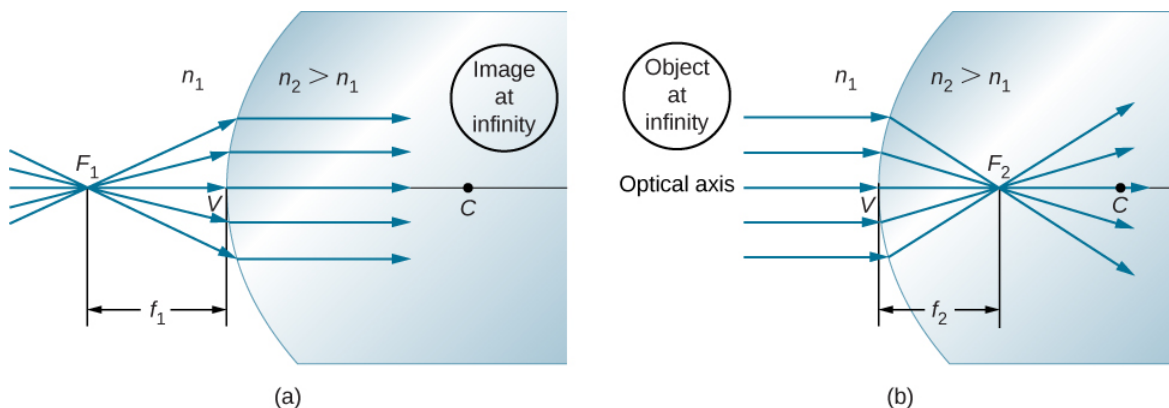 n₁
n₂ > n₁
Image
at
infinity
F₁
V
C
f₁
(a)
Object
at
infinity
n₁
n₂ > n₁
Optical axis
F₂
V
C
f₂
(b)